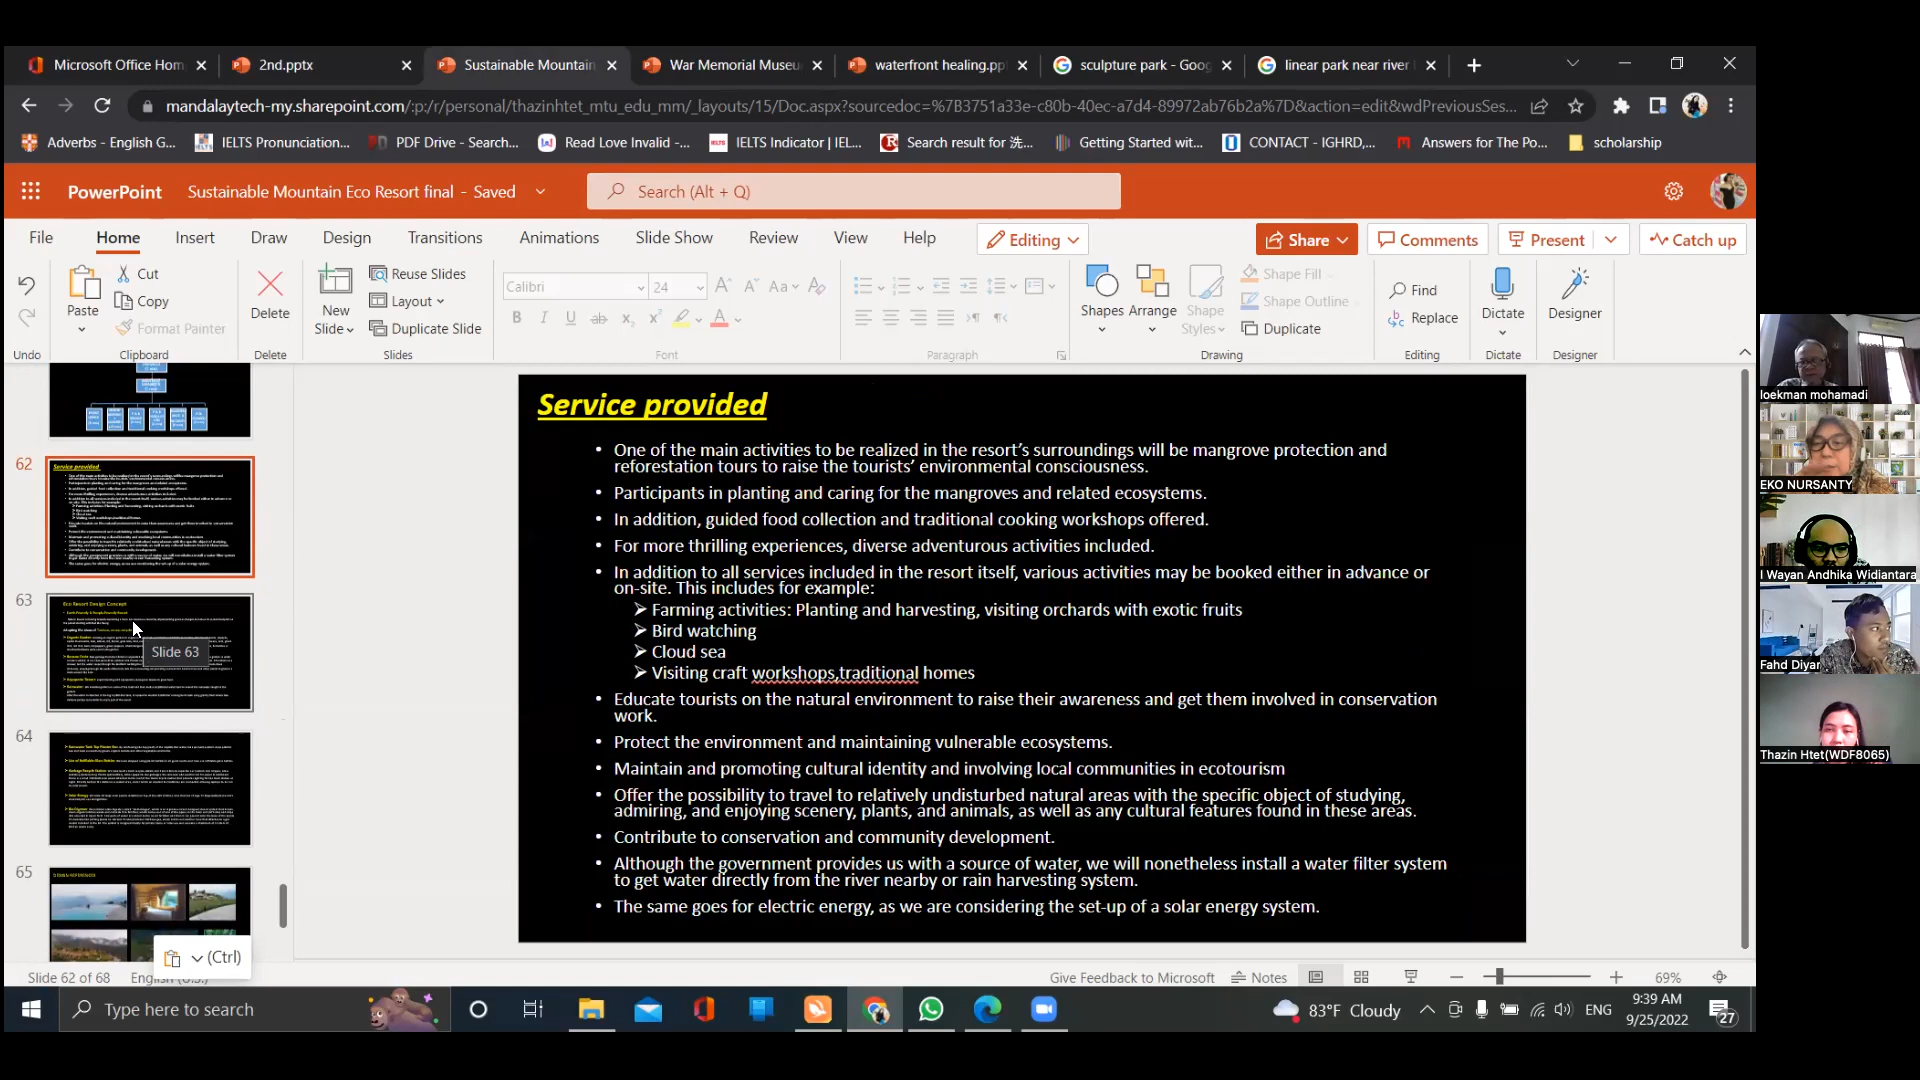 Microsoft Office Hom
2nd.pptx
Sustainable Mountain
War Memorial Museu
waterfront healing.pp
sculpture park - Goog
linear park near river
mandalaytech-my.sharepoint.com/:p:/r/personal/thazinhtet_mtu_edu_mm/_layouts/15/Doc.aspx?sourcedoc=%7B3751a33e-c80b-40ec-a7d4-89972ab76b2a%7D&action=edit&wdPreviousSes...
Adverbs - English G...
IELTS Pronunciation...
PDF Drive - Search...
Read Love Invalid -...
IELTS Indicator | IEL...
Search result for 洗...
Getting Started wit...
CONTACT - IGHRD,...
Answers for The Po...
scholarship
PowerPoint
Sustainable Mountain Eco Resort final - Saved
Search (Alt + Q)
File
Home
Insert
Draw
Design
Transitions
Animations
Slide Show
Review
View
Help
Editing
Share
Comments
Present
Catch up
Paste
Cut
Copy
Format Painter
Delete
New
Slide
Reuse Slides
Layout
Duplicate Slide
Calibri
24
Shapes
Arrange
Shape
Styles
Shape Fill
Shape Outline
Duplicate
Find
Replace
Dictate
Designer
Undo
Clipboard
Delete
Slides
Font
Paragraph
Drawing
Editing
Dictate
Designer
62
63
Slide 63
64
65
(Ctrl)
Service provided
• One of the main activities to be realized in the resort's surroundings will be mangrove protection and
reforestation tours to raise the tourists' environmental consciousness.
• Participants in planting and caring for the mangroves and related ecosystems.
• In addition, guided food collection and traditional cooking workshops offered.
• For more thrilling experiences, diverse adventurous activities included.
• In addition to all services included in the resort itself, various activities may be booked either in advance or
on-site. This includes for example:
➢ Farming activities: Planting and harvesting, visiting orchards with exotic fruits
➢ Bird watching
➢ Cloud sea
➢ Visiting craft workshops,traditional homes
• Educate tourists on the natural environment to raise their awareness and get them involved in conservation
work.
• Protect the environment and maintaining vulnerable ecosystems.
• Maintain and promoting cultural identity and involving local communities in ecotourism
• Offer the possibility to travel to relatively undisturbed natural areas with the specific object of studying,
admiring, and enjoying scenery, plants, and animals, as well as any cultural features found in these areas.
• Contribute to conservation and community development.
• Although the government provides us with a source of water, we will nonetheless install a water filter system
to get water directly from the river nearby or rain harvesting system.
• The same goes for electric energy, as we are considering the set-up of a solar energy system.
loekman mohamadi
EKO NURSANTY
I Wayan Andhika Widiantara
Fahd Diyar
Thazin Htet(WDF8065)
Slide 62 of 68
English (U.S.)
Give Feedback to Microsoft
Notes
69%
Type here to search
83°F Cloudy
ENG
9:39 AM
9/25/2022
27